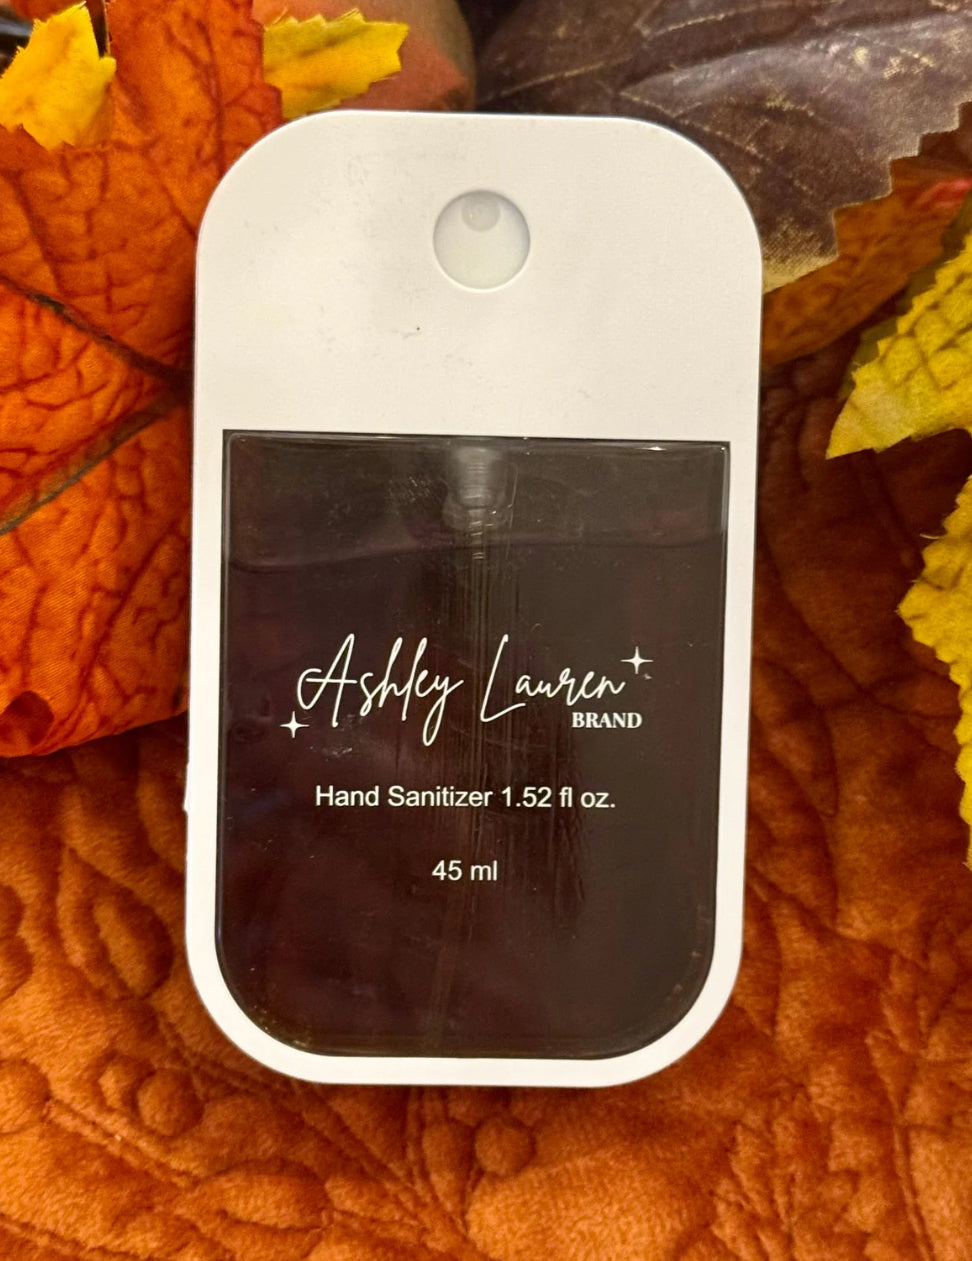 Ashley Lauren
BRAND
Hand Sanitizer 1.52 fl oz.
45 ml